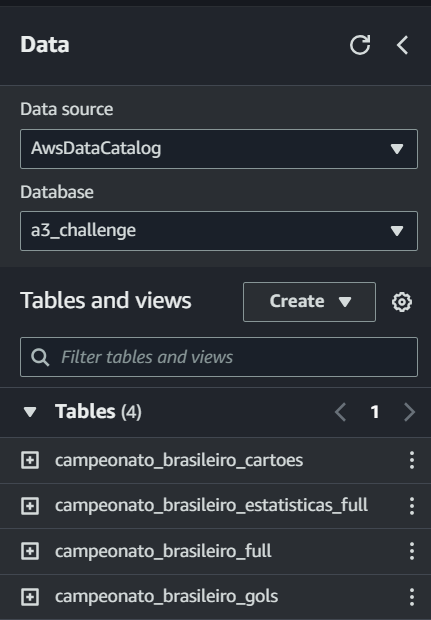 Data
Data source
AwsDataCatalog
Database
a3_challenge
Tables and views
Create
Filter tables and views
Tables (4)
1
campeonato_brasileiro_cartoes
campeonato_brasileiro_estatisticas_full
campeonato_brasileiro_full
campeonato_brasileiro_gols